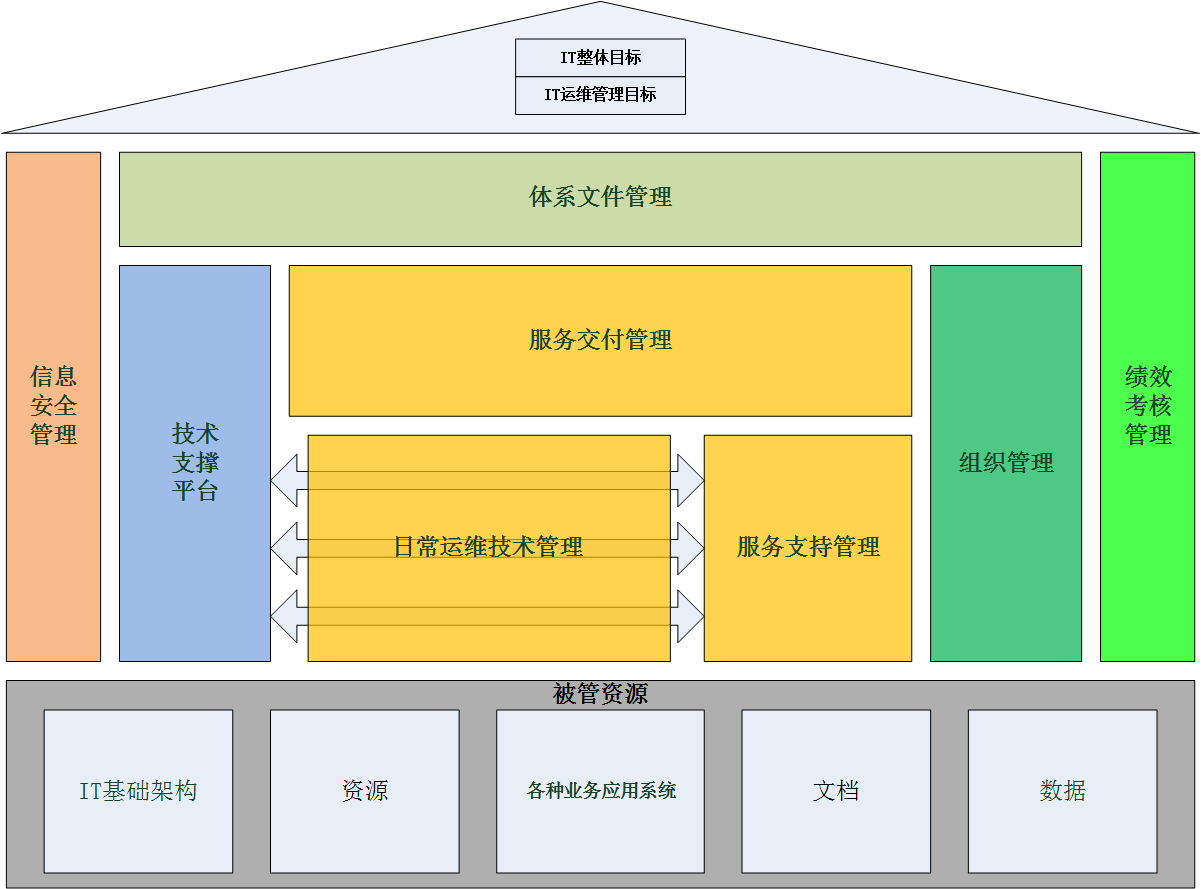 IT整体目标
IT运维管理目标
体系文件管理
信息
安全
管理
技术
支撑
平台
服务交付管理
日常运维技术管理
服务支持管理
组织管理
绩效
考核
管理
被管资源
IT基础架构
资源
各种业务应用系统
文档
数据